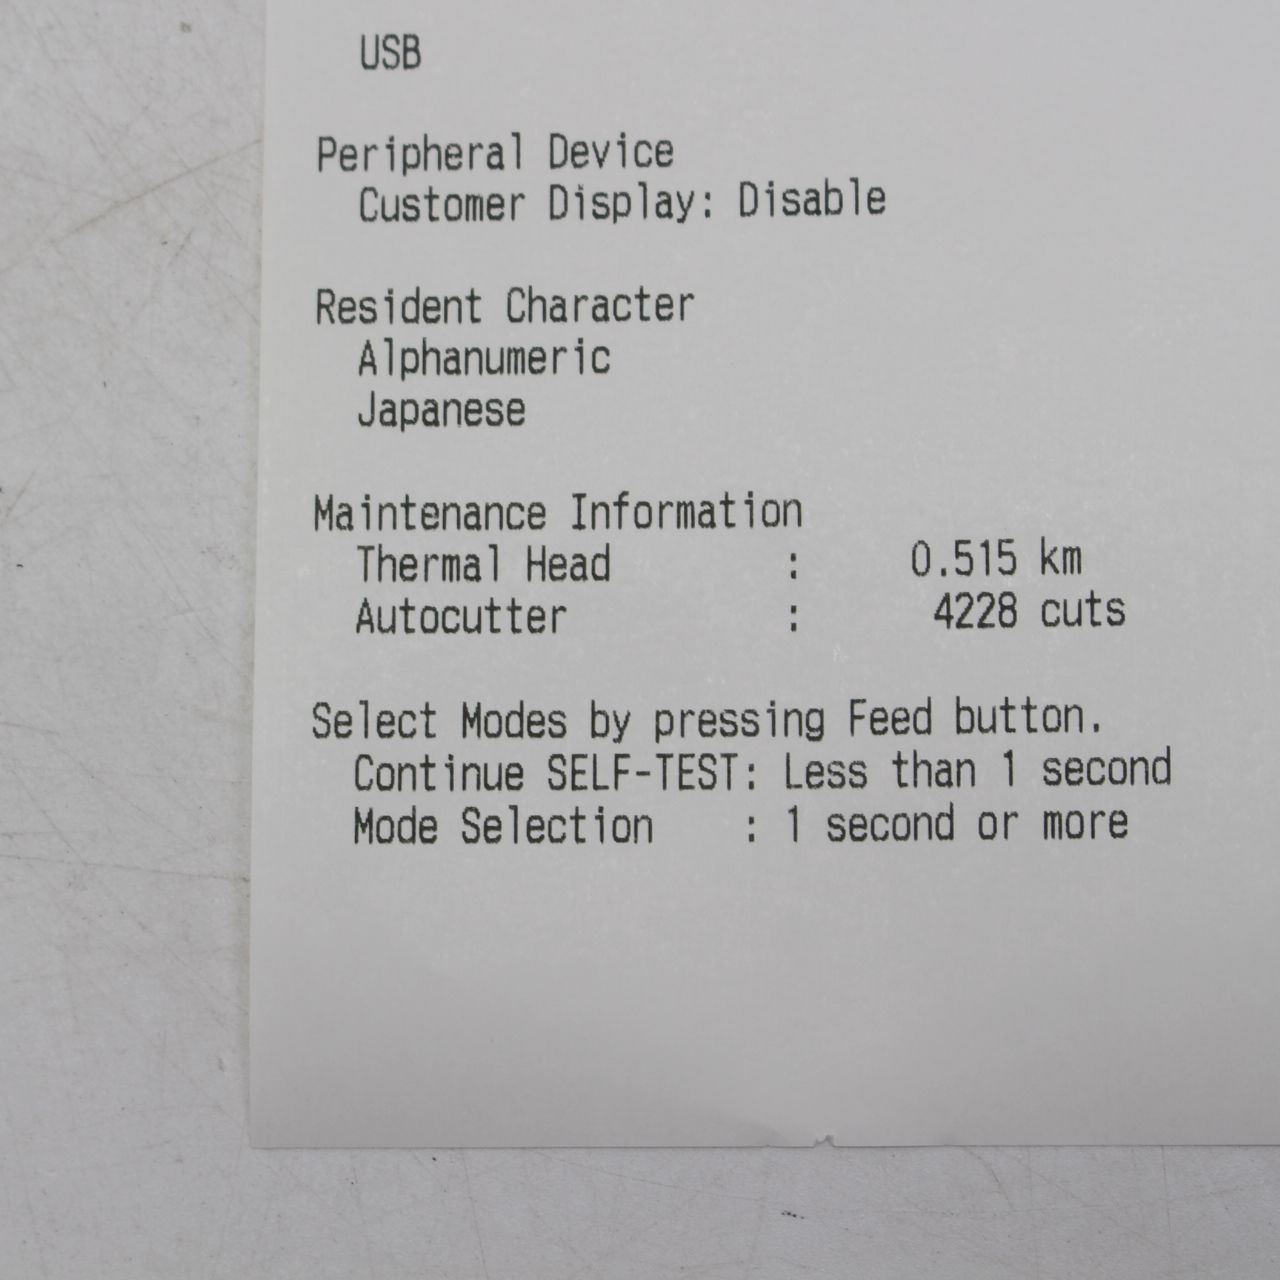 USB
Peripheral Device
Customer Display: Disable
Resident Character
Alphanumeric
Japanese
Maintenance Information
Thermal Head : 0.515 km
Autocutter : 4228 cuts
Select Modes by pressing Feed button.
Continue SELF-TEST: Less than 1 second
Mode Selection : 1 second or more